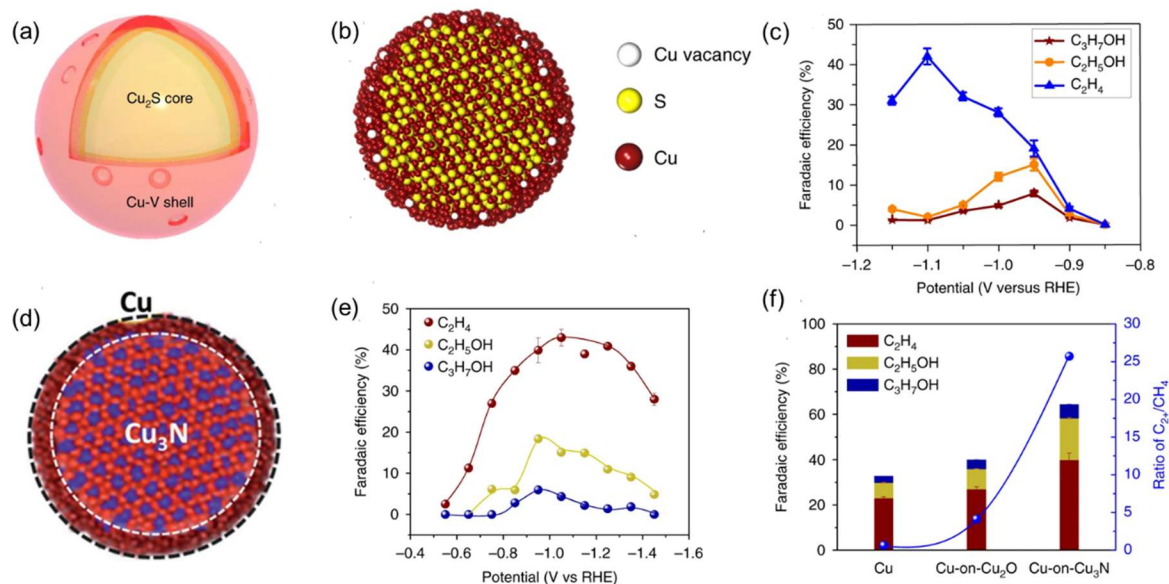 (a)
Cu₂S core
Cu-V shell
(b)
Cu vacancy
S
Cu
(c)
Faradaic efficiency (%)
50
40
30
20
10
0
C₃H₇OH
C₂H₅OH
C₂H₄
−1.2 −1.1 −1.0 −0.9 −0.8
Potential (V versus RHE)
(d)
Cu
Cu₃N
(e)
Faradaic efficiency (%)
50
40
30
20
10
0
C₂H₄
C₂H₅OH
C₃H₇OH
−0.4 −0.6 −0.8 −1.0 −1.2 −1.4 −1.6
Potential (V vs RHE)
(f)
Faradaic efficiency (%)
100
80
60
40
20
0
C₂H₄
C₂H₅OH
C₃H₇OH
Cu Cu-on-Cu₂O Cu-on-Cu₃N
30
25
20
15
10
5
0
Ratio of C₂₊/CH₄